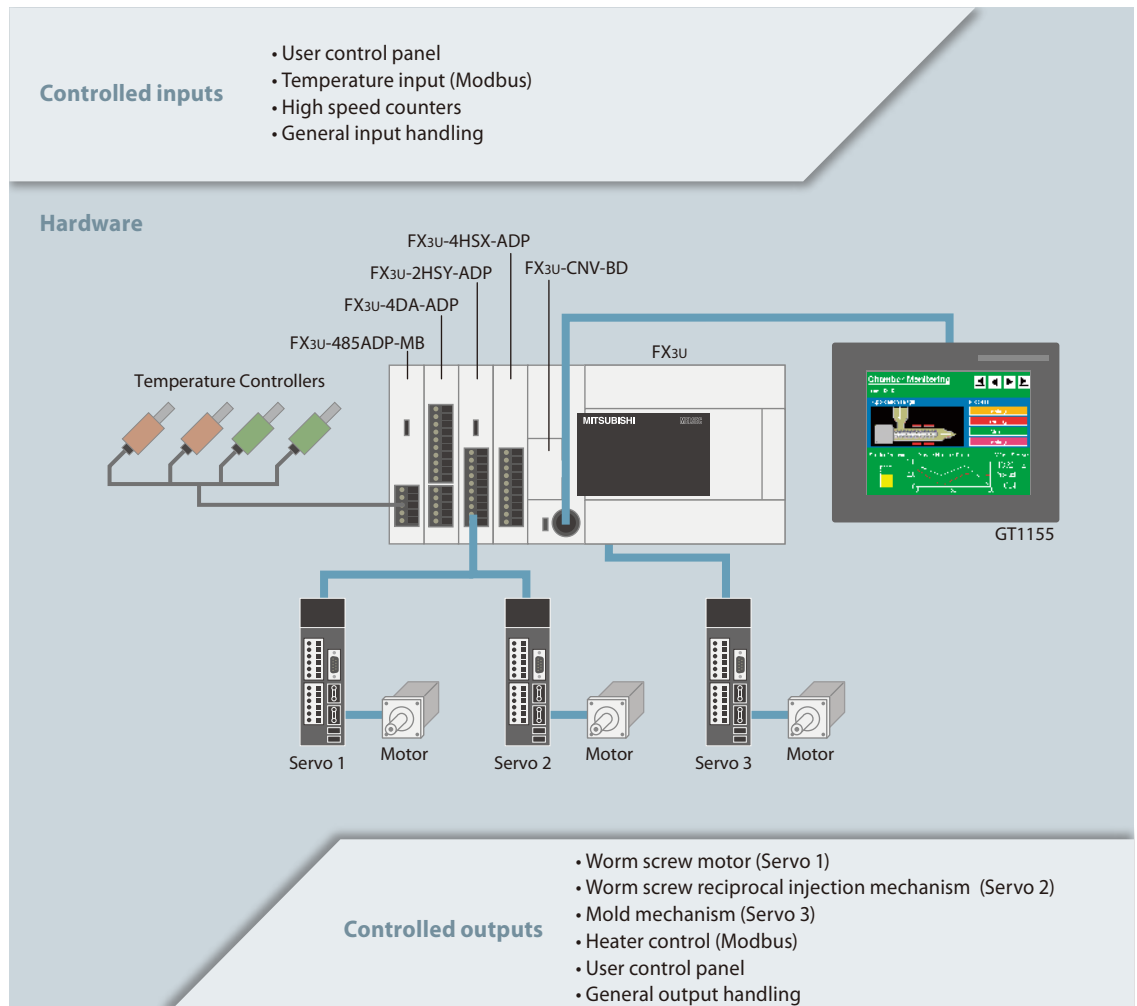 Controlled inputs
• User control panel
• Temperature input (Modbus)
• High speed counters
• General input handling
Hardware
FX3U-4HSX-ADP
FX3U-2HSY-ADP
FX3U-CNV-BD
FX3U-4DA-ADP
FX3U-485ADP-MB
FX3U
Temperature Controllers
MITSUBISHI
Chamber Monitoring
GT1155
Servo 1
Motor
Servo 2
Motor
Servo 3
Motor
Controlled outputs
• Worm screw motor (Servo 1)
• Worm screw reciprocal injection mechanism (Servo 2)
• Mold mechanism (Servo 3)
• Heater control (Modbus)
• User control panel
• General output handling